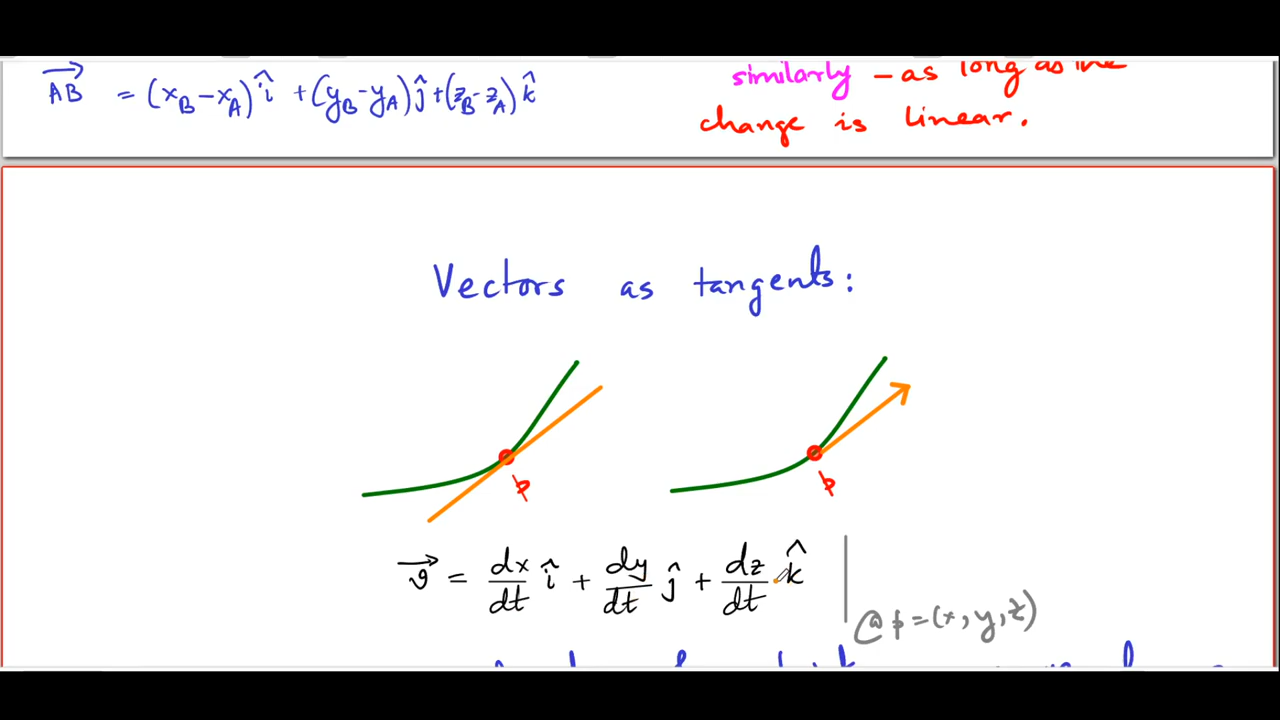 AB→ = (x_B − x_A) î + (y_B − y_A) ĵ + (z_B − z_A) k̂
similarly – as long as the
change is linear.
Vectors as tangents:
p p
v→ = dx/dt î + dy/dt ĵ + dz/dt k̂ |
@ p = (x, y, z)